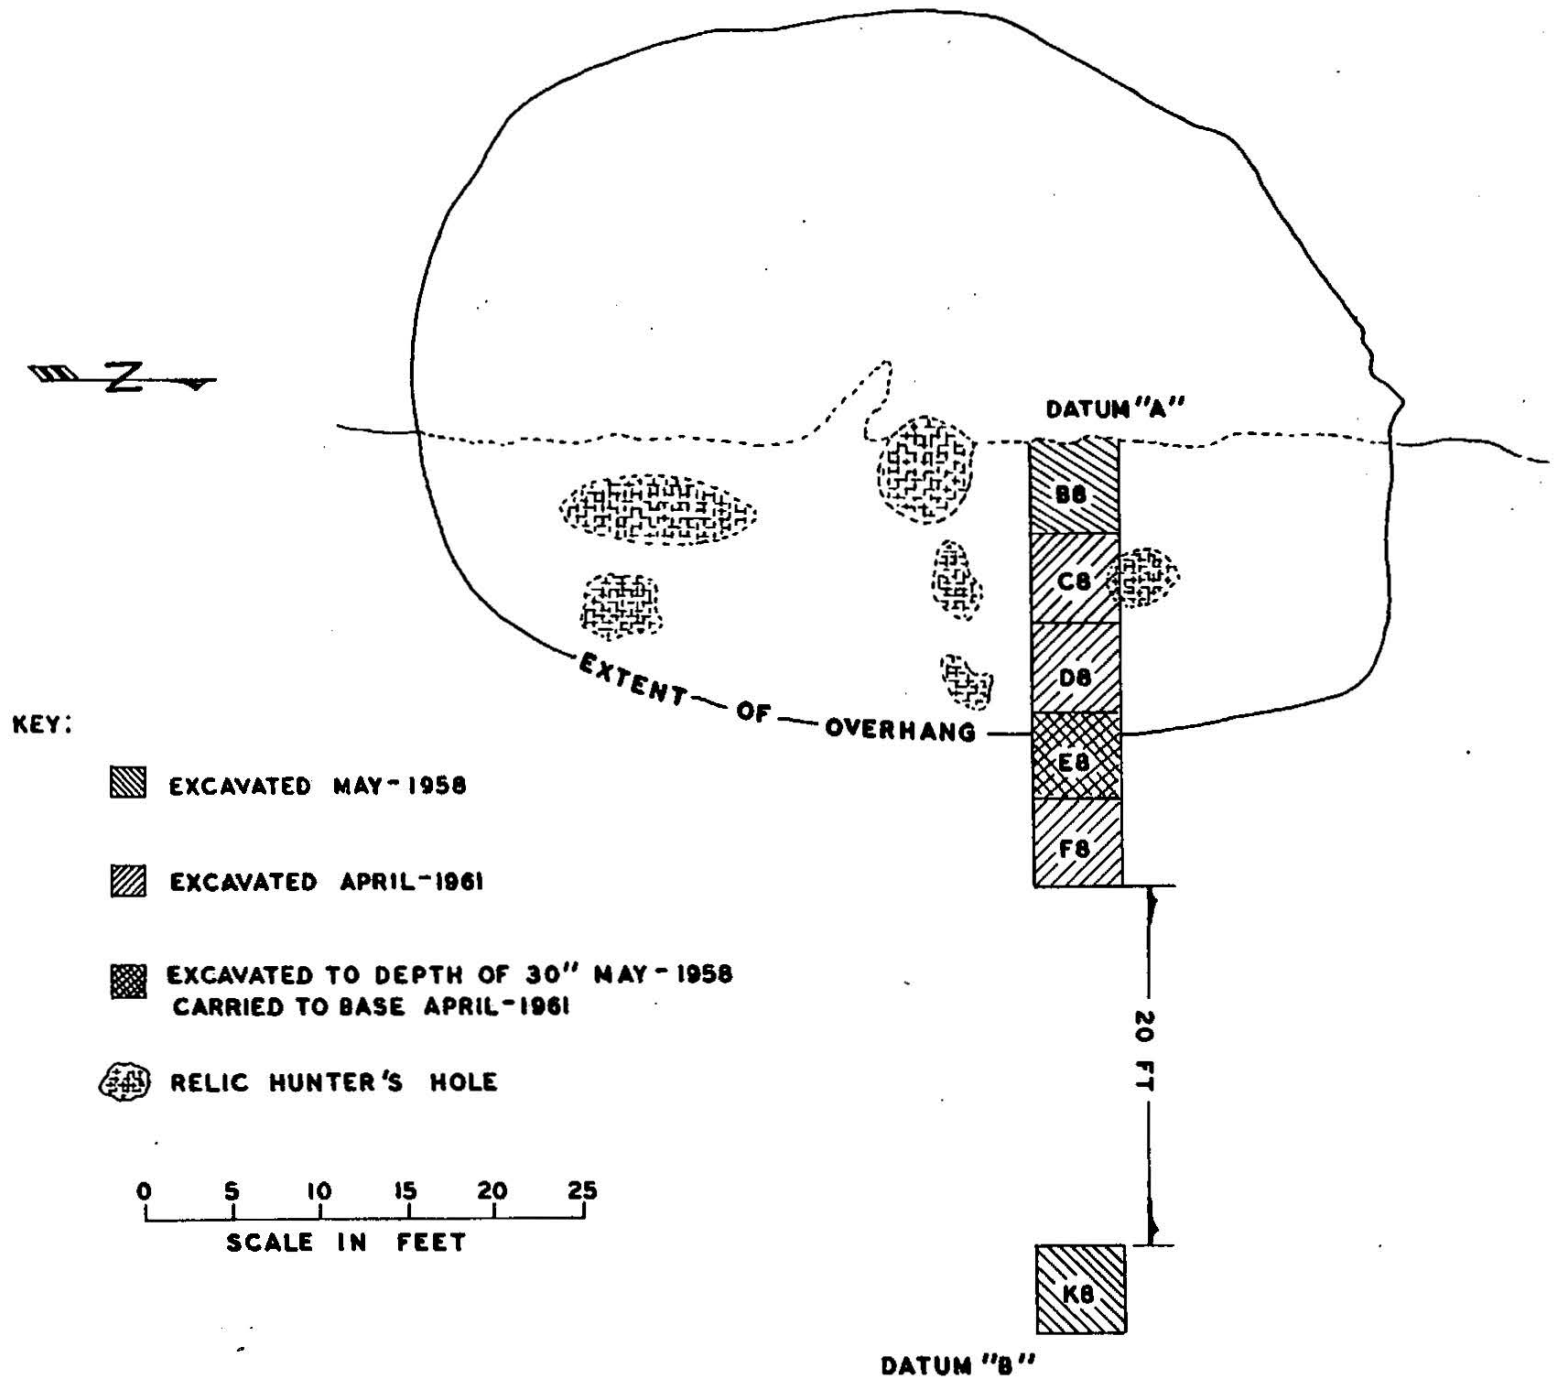 DATUM "A"
Z
B8
C8
D8
E8
F8
EXTENT OF OVERHANG
KEY:
EXCAVATED MAY-1958
EXCAVATED APRIL-1961
EXCAVATED TO DEPTH OF 30" MAY-1958
CARRIED TO BASE APRIL-1961
RELIC HUNTER'S HOLE
20 FT
0 5 10 15 20 25
SCALE IN FEET
K8
DATUM "B"